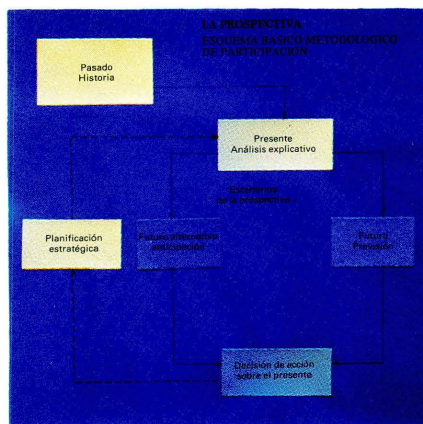 LA PROSPECTIVA
ESQUEMA BASICO METODOLOGICO
DE PARTICIPACION
Pasado
Historia
Presente
Análisis explicativo
Escenarios
de la prospectiva
Planificación
estratégica
Futuro alternativo
anticipación
Futuro
Previsión
Decisión de acción
sobre el presente